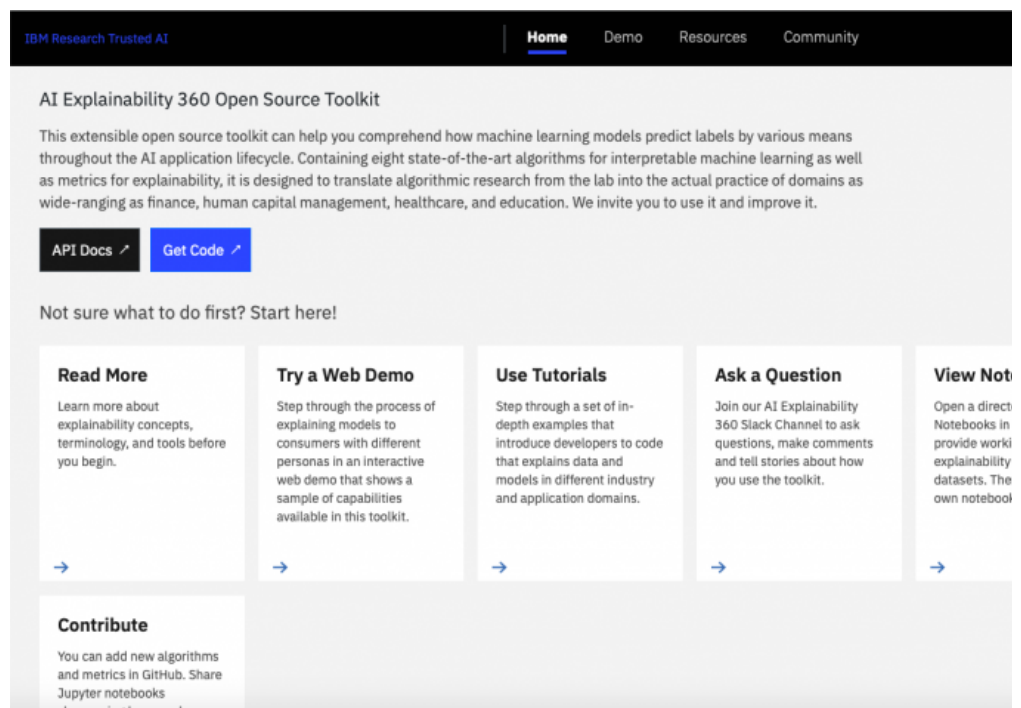 IBM Research Trusted AI
Home Demo Resources Community
AI Explainability 360 Open Source Toolkit
This extensible open source toolkit can help you comprehend how machine learning models predict labels by various means
throughout the AI application lifecycle. Containing eight state-of-the-art algorithms for interpretable machine learning as well
as metrics for explainability, it is designed to translate algorithmic research from the lab into the actual practice of domains as
wide-ranging as finance, human capital management, healthcare, and education. We invite you to use it and improve it.
API Docs ↗ Get Code ↗
Not sure what to do first? Start here!
Read More
Learn more about
explainability concepts,
terminology, and tools before
you begin.
→
Try a Web Demo
Step through the process of
explaining models to
consumers with different
personas in an interactive
web demo that shows a
sample of capabilities
available in this toolkit.
→
Use Tutorials
Step through a set of in-
depth examples that
introduce developers to code
that explains data and
models in different industry
and application domains.
→
Ask a Question
Join our AI Explainability
360 Slack Channel to ask
questions, make comments
and tell stories about how
you use the toolkit.
→
View
Open a
Notebooks in
provide
explainability
datasets.
own
→
Contribute
You can add new algorithms
and metrics in GitHub. Share
Jupyter notebooks